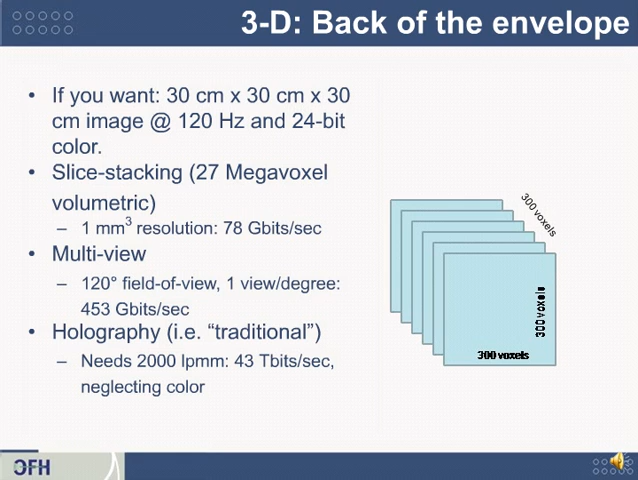 3-D: Back of the envelope
• If you want: 30 cm x 30 cm x 30
cm image @ 120 Hz and 24-bit
color.
• Slice-stacking (27 Megavoxel
volumetric)
– 1 mm³ resolution: 78 Gbits/sec
• Multi-view
– 120° field-of-view, 1 view/degree:
453 Gbits/sec
• Holography (i.e. “traditional”)
– Needs 2000 lpmm: 43 Tbits/sec,
neglecting color
300 voxels
300 voxels
300 voxels
OFH